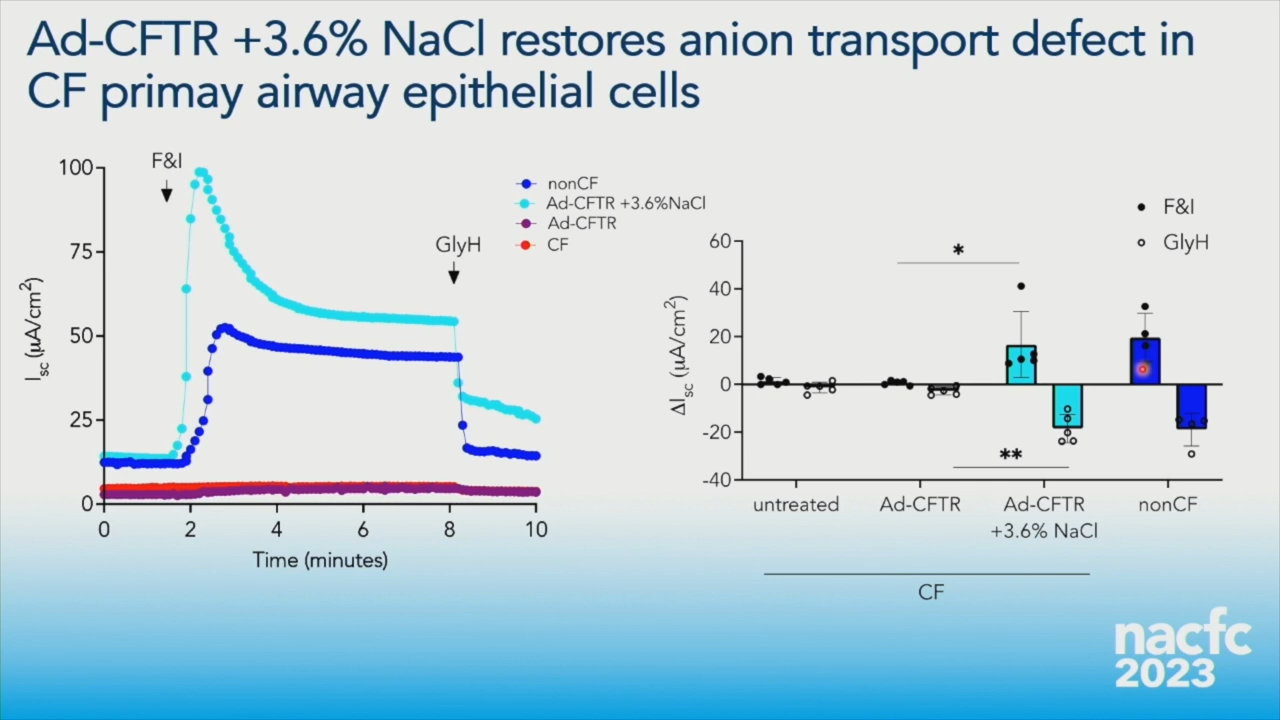 Ad-CFTR +3.6% NaCl restores anion transport defect in
CF primay airway epithelial cells
F&I
GlyH
nonCF
Ad-CFTR +3.6%NaCl
Ad-CFTR
CF
100
75
50
25
0
Isc (µA/cm²)
0 2 4 6 8 10
Time (minutes)
F&I
GlyH
60
40
20
0
-20
-40
ΔIsc (µA/cm²)
*
**
untreated Ad-CFTR Ad-CFTR nonCF
+3.6% NaCl
CF
nacfc
2023